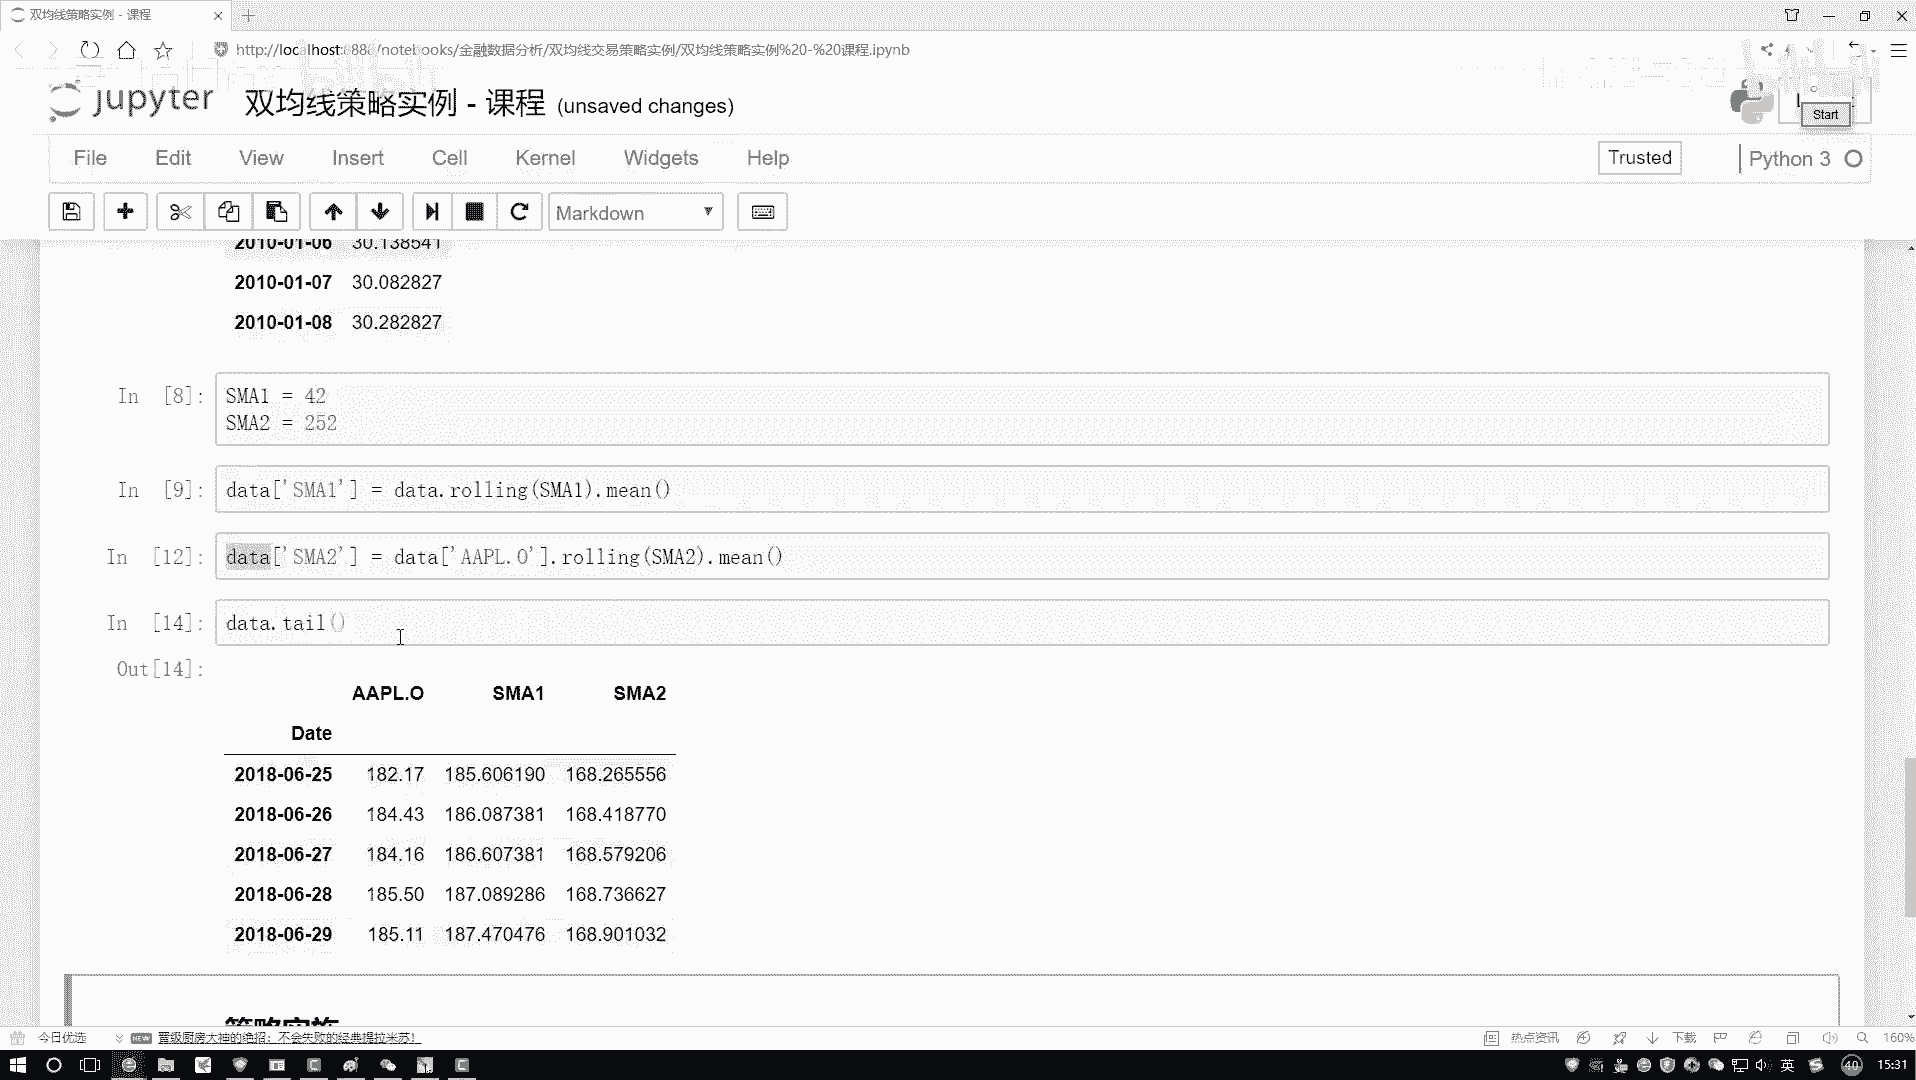 双均线策略实例 - 课程
http://localhost:888/notebooks/金融数据分析/双均线交易策略实例/双均线策略实例%20-%20课程.ipynb
jupyter 双均线策略实例 - 课程 (unsaved changes)
Start
File Edit View Insert Cell Kernel Widgets Help
Trusted
Python 3
Markdown
2010-01-06 30.138541
2010-01-07 30.082827
2010-01-08 30.282827
In [8]: SMA1 = 42
SMA2 = 252
In [9]: data['SMA1'] = data.rolling(SMA1).mean()
In [12]: data['SMA2'] = data['AAPL.O'].rolling(SMA2).mean()
In [14]: data.tail()
Out[14]:
AAPL.O SMA1 SMA2
Date
2018-06-25 182.17 185.606190 168.265556
2018-06-26 184.43 186.087381 168.418770
2018-06-27 184.16 186.607381 168.579206
2018-06-28 185.50 187.089286 168.736627
2018-06-29 185.11 187.470476 168.901032
今日优选 NEW 晋级厨房大神的绝招：不会失败的经典提拉米苏！
热点资讯 下载 160%
英 40 15:31